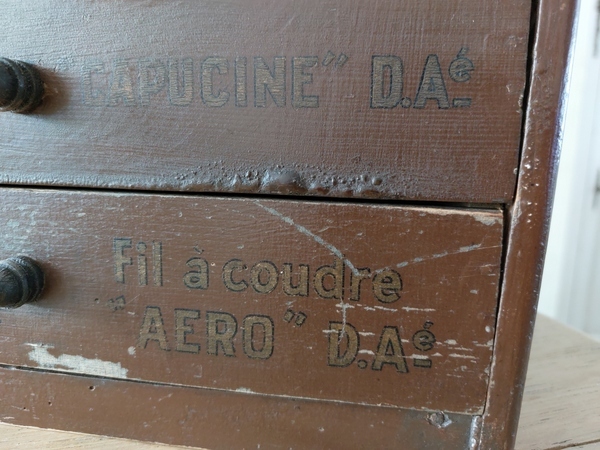 "CAPUCINE" D.Aé
Fil à coudre
"AERO" D.Aé